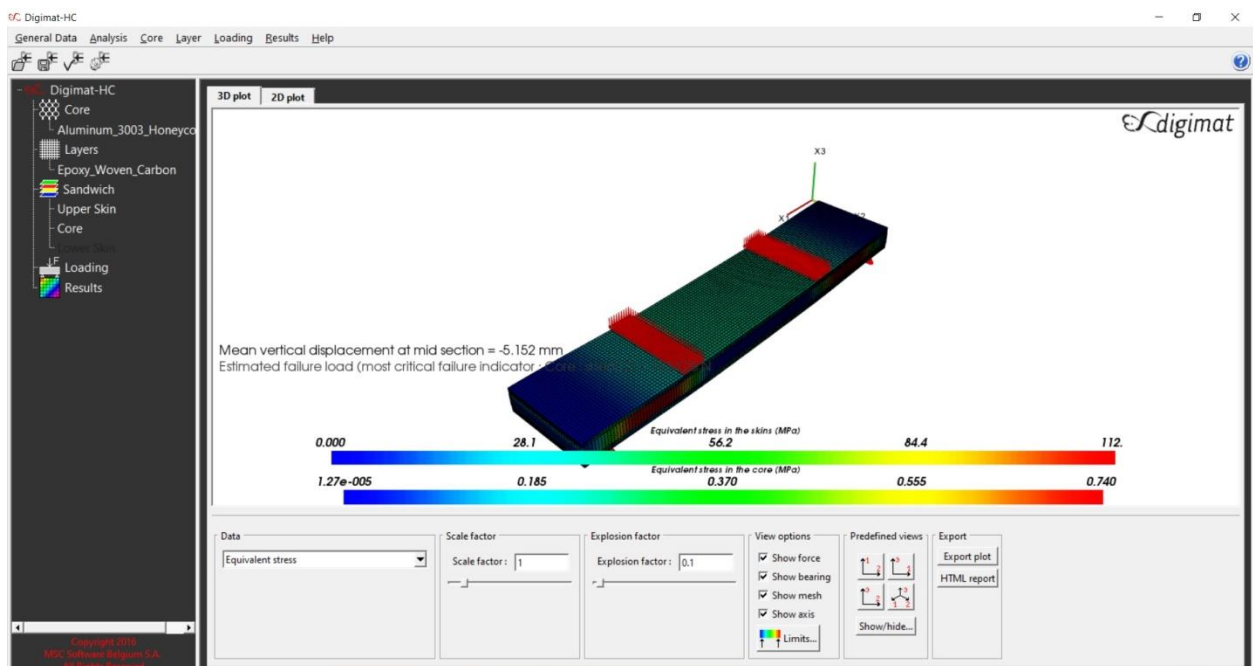 Digimat-HC
General Data Analysis Core Layer Loading Results Help
Digimat-HC
Core
Aluminum_3003_Honeyco
Layers
Epoxy_Woven_Carbon
Sandwich
Upper Skin
Core
Lower Skin
Loading
Results
Copyright 2016
MSC Software Belgium S.A.
All Rights Reserved
3D plot 2D plot
digimat
X3
Mean vertical displacement at mid section = -5.152 mm
Estimated failure load (most critical failure indicator :
Equivalent stress in the skins (MPa)
0.000 28.1 56.2 84.4 112.
Equivalent stress in the core (MPa)
1.27e-005 0.185 0.370 0.555 0.740
Data
Equivalent stress
Scale factor
Scale factor : 1
Explosion factor
Explosion factor : 0.1
View options
Show force
Show bearing
Show mesh
Show axis
Limits...
Predefined views
Show/hide...
Export
Export plot
HTML report